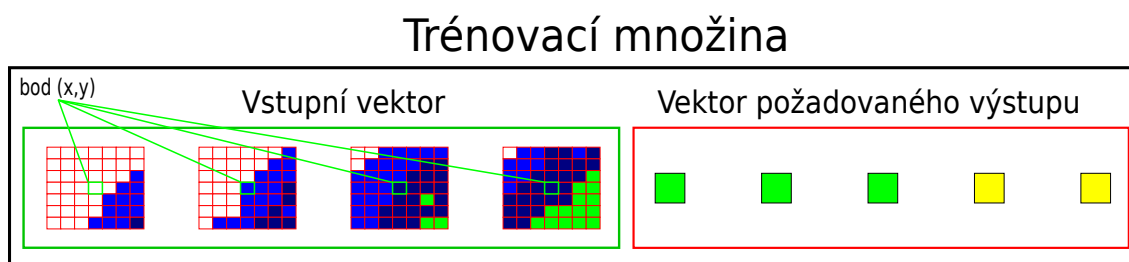 Trénovací množina
bod (x,y)
Vstupní vektor
Vektor požadovaného výstupu